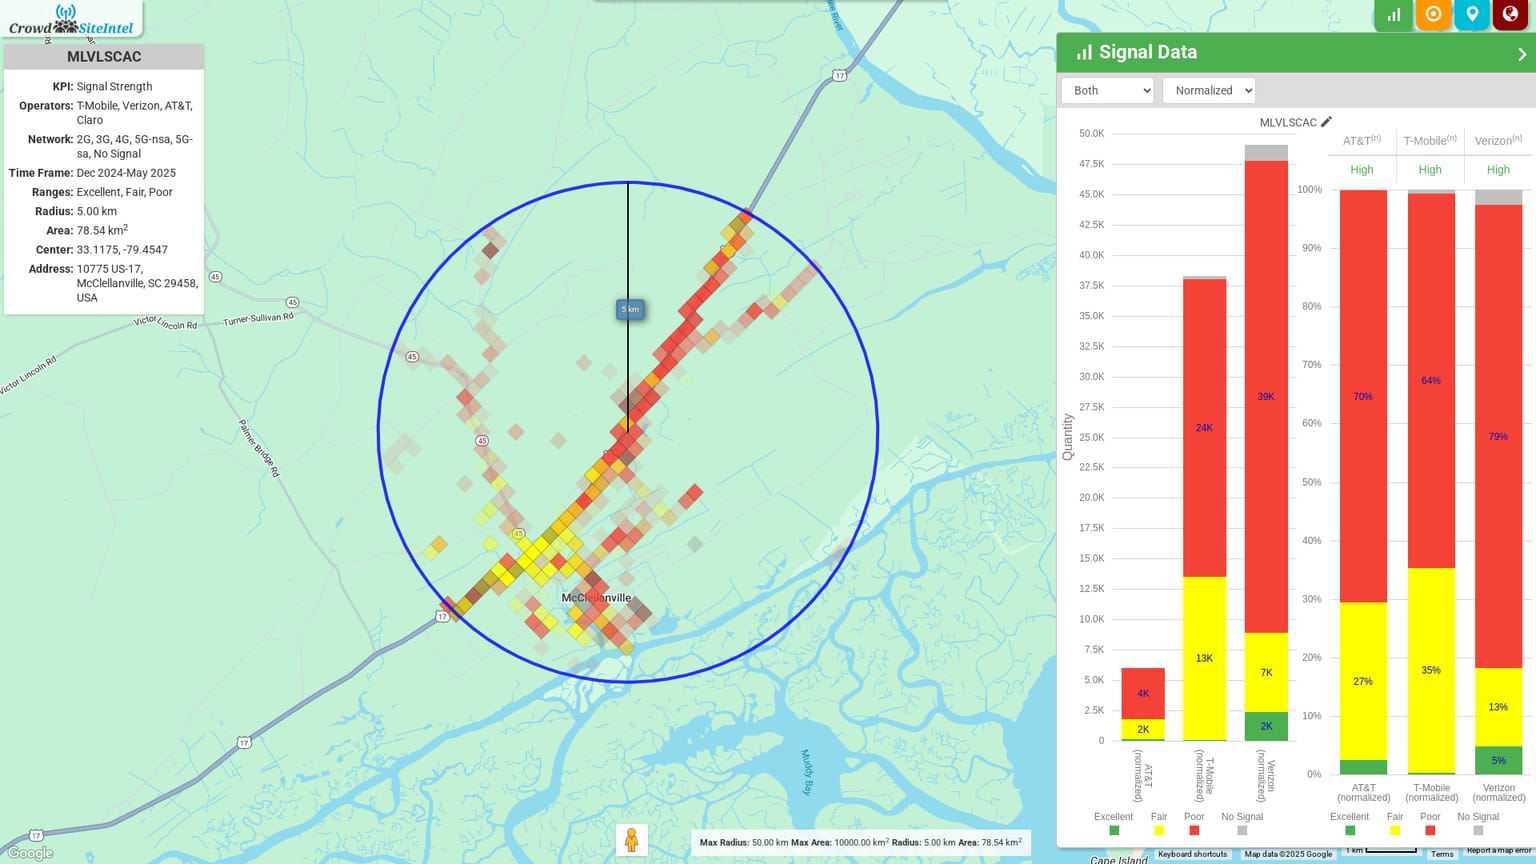 Crowd SiteIntel
MLVLSCAC
KPI: Signal Strength
Operators: T-Mobile, Verizon, AT&T,
Claro
Network: 2G, 3G, 4G, 5G-nsa, 5G-
sa, No Signal
Time Frame: Dec 2024-May 2025
Ranges: Excellent, Fair, Poor
Radius: 5.00 km
Area: 78.54 km2
Center: 33.1175, -79.4547
Address: 10775 US-17,
McClellanville, SC 29458,
USA
17
45
45
45
45
45
17
17
17
Victor Lincoln Rd
Turner-Sullivan Rd
Victor Lincoln Rd
Palmer Bridge Rd
5 km
McClellanville
Muddy Bay
Cape Island
Google
Max Radius: 50.00 km Max Area: 10000.00 km2 Radius: 5.00 km Area: 78.54 km2
Signal Data
Both
Normalized
MLVLSCAC
Quantity
50.0K
47.5K
45.0K
42.5K
40.0K
37.5K
35.0K
32.5K
30.0K
27.5K
25.0K
22.5K
20.0K
17.5K
15.0K
12.5K
10.0K
7.5K
5.0K
2.5K
0
4K
2K
24K
13K
39K
7K
2K
AT&T
(normalized)
T-Mobile
(normalized)
Verizon
(normalized)
Excellent Fair Poor No Signal
AT&T(n) T-Mobile(n) Verizon(n)
High High High
100%
90%
80%
70%
60%
50%
40%
30%
20%
10%
0%
70%
27%
64%
35%
79%
13%
5%
AT&T
(normalized)
T-Mobile
(normalized)
Verizon
(normalized)
Excellent Fair Poor No Signal
Keyboard shortcuts Map data ©2025 Google 1 km Terms Report a map error